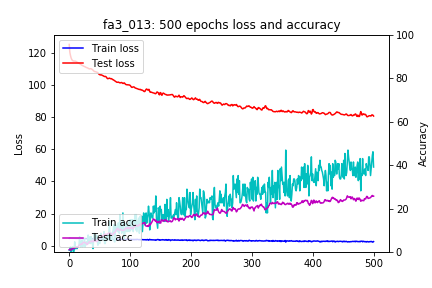 fa3_013: 500 epochs loss and accuracy
Train loss
Test loss
Train acc
Test acc
Loss
Accuracy
0
20
40
60
80
100
120
0
20
40
60
80
100
0
100
200
300
400
500